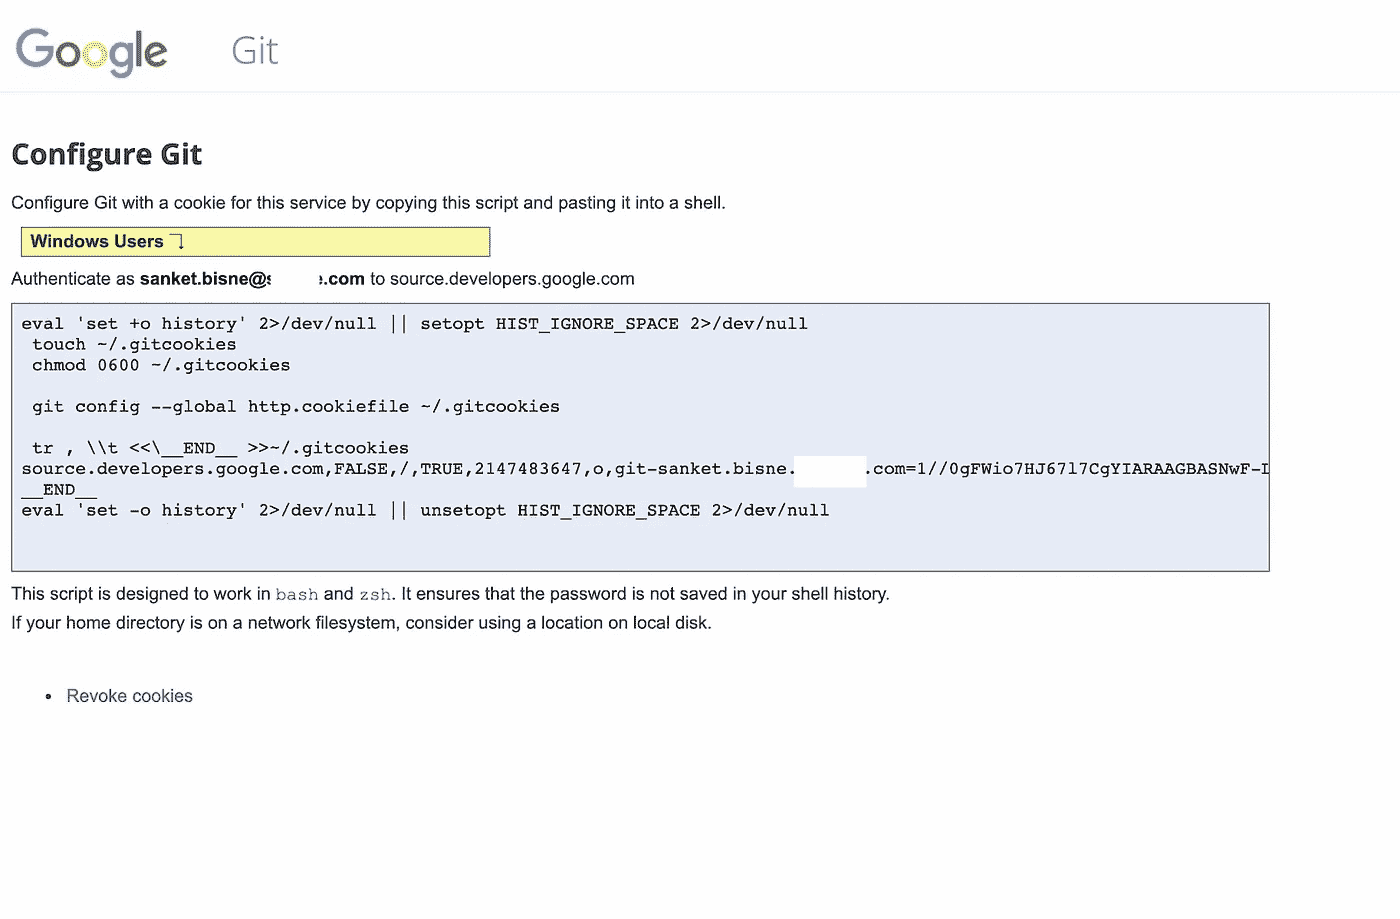 Google Git
Configure Git
Configure Git with a cookie for this service by copying this script and pasting it into a shell.
Windows Users
Authenticate as sanket.bisne@s .com to source.developers.google.com
eval 'set +o history' 2>/dev/null || setopt HIST_IGNORE_SPACE 2>/dev/null
touch ~/.gitcookies
chmod 0600 ~/.gitcookies
git config --global http.cookiefile ~/.gitcookies
tr , \\t <<\__END__ >>~/.gitcookies
source.developers.google.com,FALSE,/,TRUE,2147483647,o,git-sanket.bisne. .com=1//0gFWio7HJ67l7CgYIARAAGBASNwF-I
__END__
eval 'set -o history' 2>/dev/null || unsetopt HIST_IGNORE_SPACE 2>/dev/null
This script is designed to work in bash and zsh. It ensures that the password is not saved in your shell history.
If your home directory is on a network filesystem, consider using a location on local disk.
• Revoke cookies